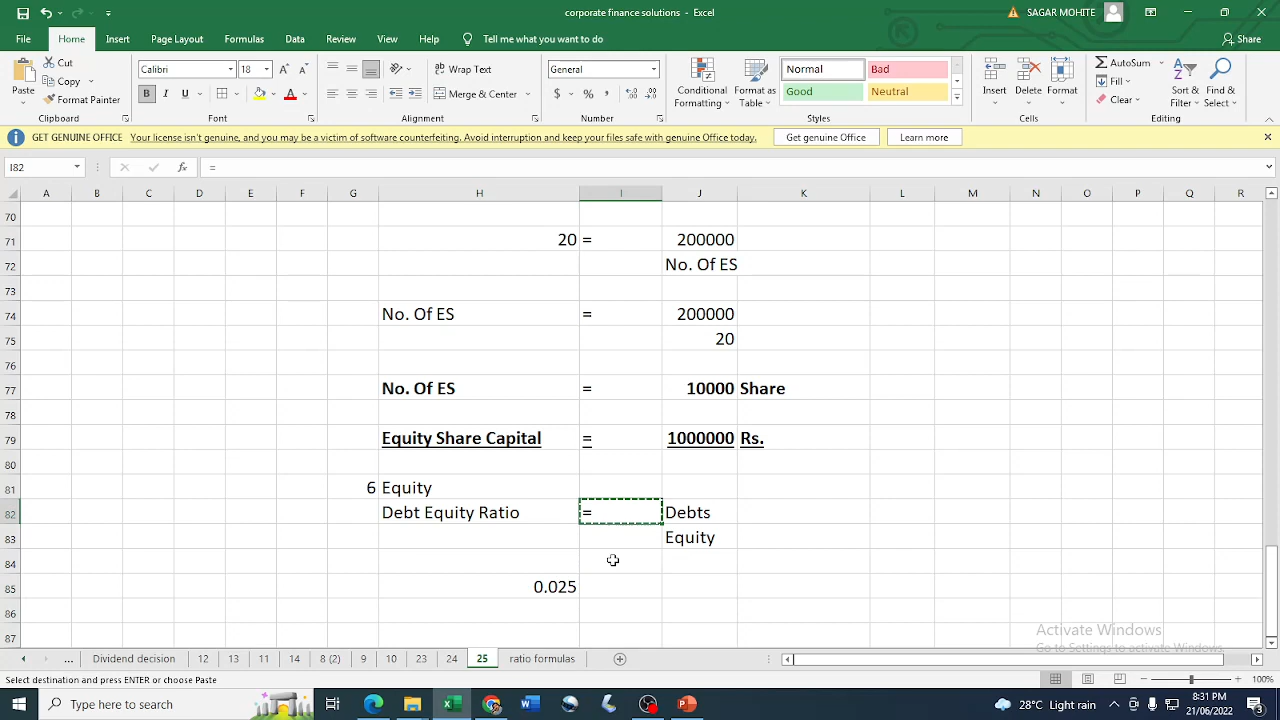 corporate finance solutions - Excel
SAGAR MOHITE
File Home Insert Page Layout Formulas Data Review View Help Tell me what you want to do Share
Paste Cut Copy Format Painter Clipboard
Calibri 18 A A B I U A Font
ab Wrap Text Merge & Center Alignment
General $ % , Number
Conditional Formatting Format as Table Normal Bad Good Neutral Styles
Insert Delete Format Cells
AutoSum Fill Clear Sort & Filter Find & Select Editing
GET GENUINE OFFICE Your license isn't genuine, and you may be a victim of software counterfeiting. Avoid interruption and keep your files safe with genuine Office today. Get genuine Office Learn more
I82 fx =
A B C D E F G H I J K L M N O P Q R
70
71 20 = 200000
72 No. Of ES
73
74 No. Of ES = 200000
75 20
76
77 No. Of ES = 10000 Share
78
79 Equity Share Capital = 1000000 Rs.
80
81 6 Equity
82 Debt Equity Ratio = Debts
83 Equity
84
85 0.025
86
87
Activate Windows
Go to Settings to activate Windows.
... Dividend decision 12 13 11 14 8 (2) 9 10 23 24 25 ratio formulas
Select destination and press ENTER or choose Paste 100%
Type here to search 28°C Light rain 8:31 PM
21/06/2022